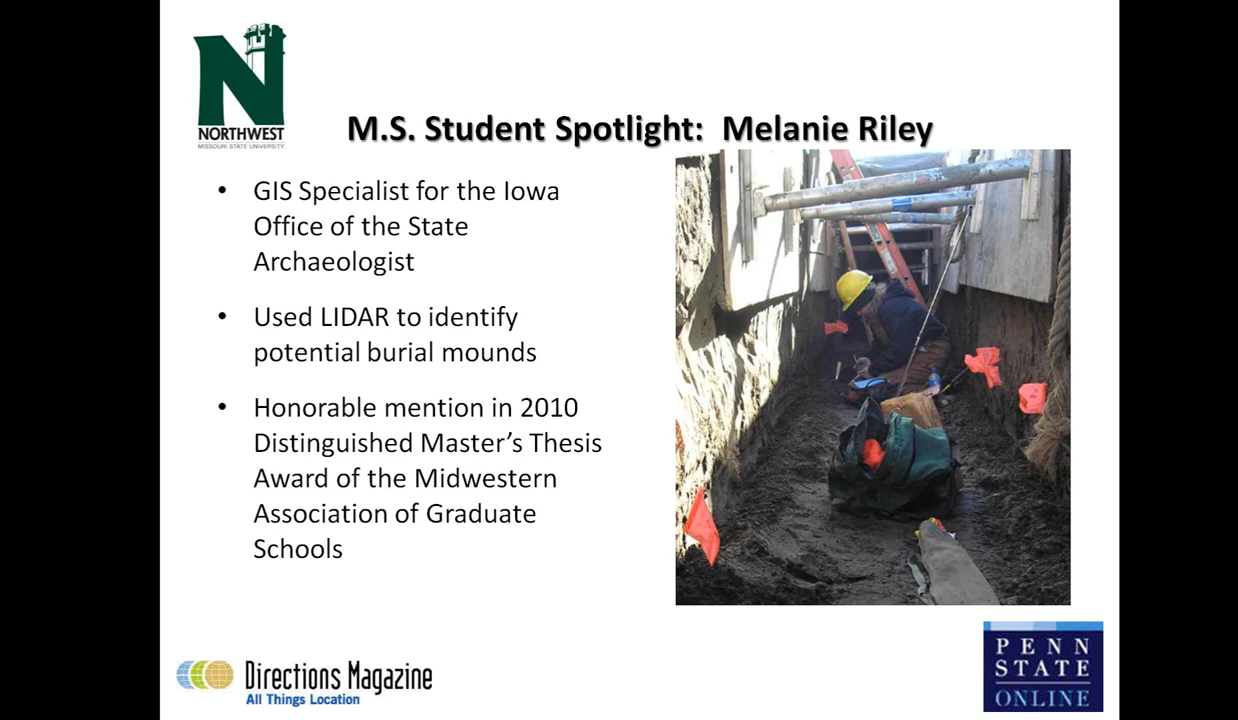 NORTHWEST
MISSOURI STATE UNIVERSITY
M.S. Student Spotlight: Melanie Riley
• GIS Specialist for the Iowa
Office of the State
Archaeologist
• Used LIDAR to identify
potential burial mounds
• Honorable mention in 2010
Distinguished Master's Thesis
Award of the Midwestern
Association of Graduate
Schools
Directions Magazine
All Things Location
PENN
STATE
ONLINE